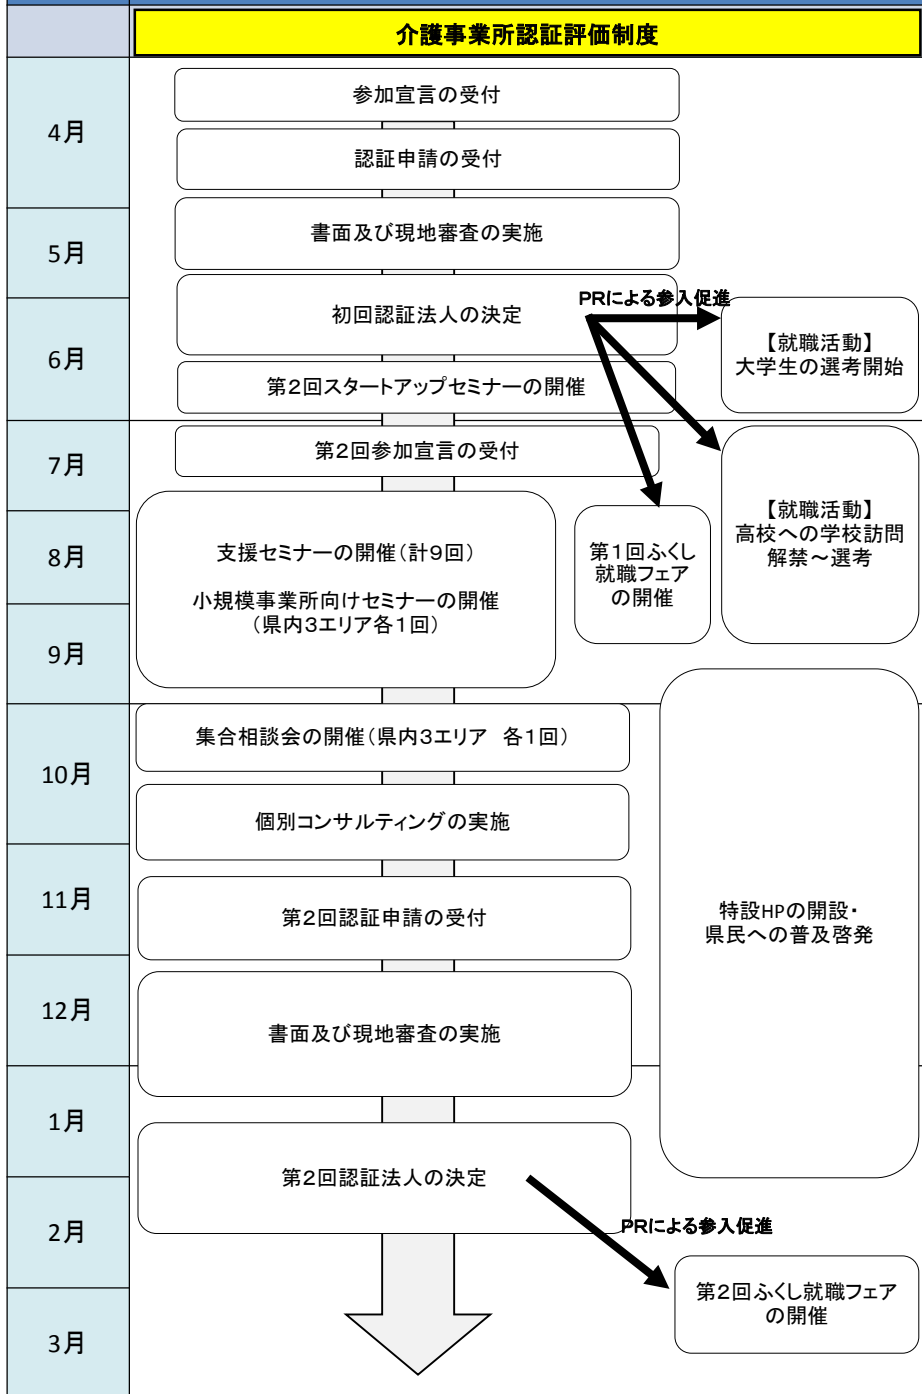 介護事業所認証評価制度
4月
参加宣言の受付
認証申請の受付
5月
書面及び現地審査の実施
6月
初回認証法人の決定
PRによる参入促進
【就職活動】
大学生の選考開始
第2回スタートアップセミナーの開催
7月
第2回参加宣言の受付
8月
支援セミナーの開催(計9回)
小規模事業所向けセミナーの開催
(県内3エリア各1回)
第1回ふくし
就職フェア
の開催
【就職活動】
高校への学校訪問
解禁～選考
9月
10月
集合相談会の開催(県内3エリア　各1回)
個別コンサルティングの実施
11月
第2回認証申請の受付
特設HPの開設・
県民への普及啓発
12月
書面及び現地審査の実施
1月
第2回認証法人の決定
2月
PRによる参入促進
第2回ふくし就職フェア
の開催
3月